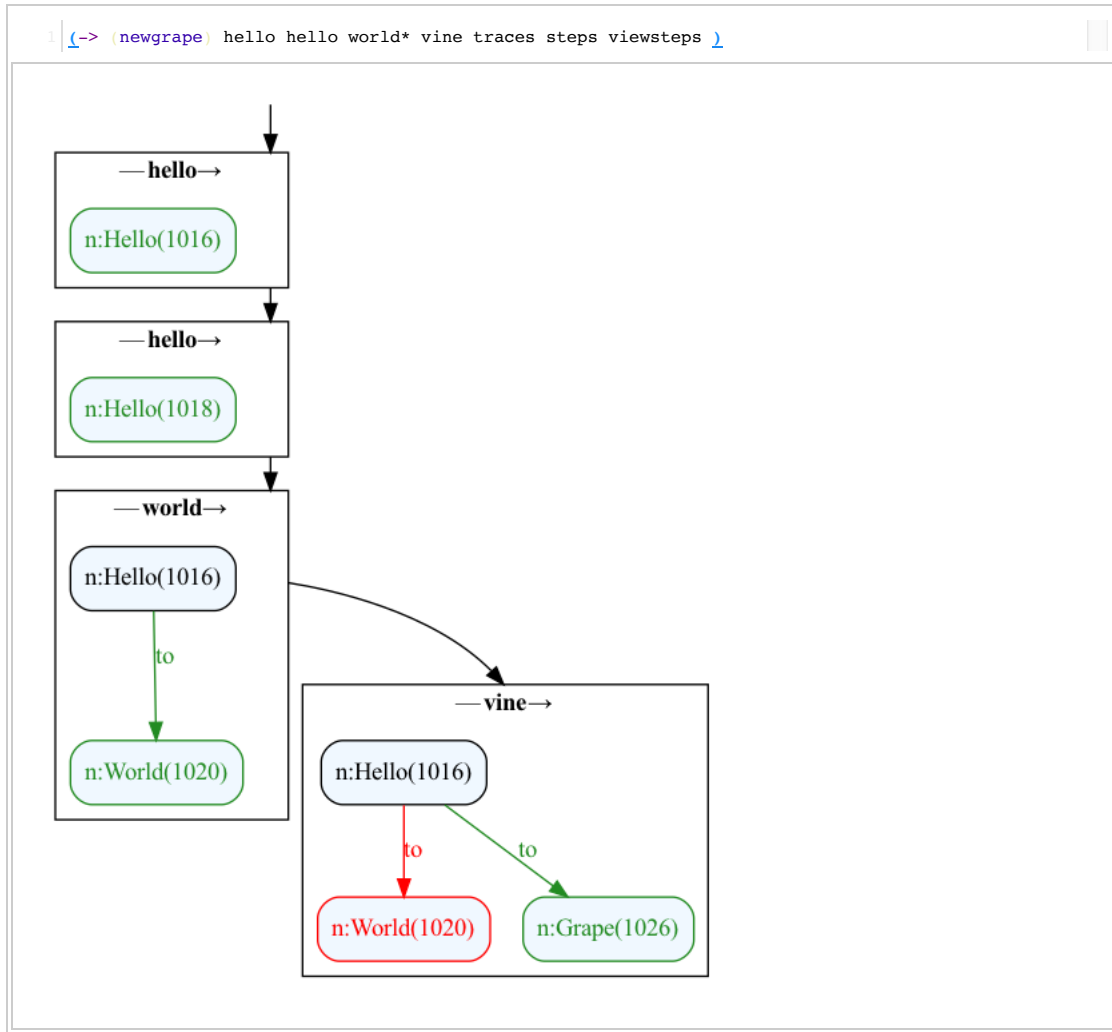 1 (-> (newgrape) hello hello world* vine traces steps viewsteps )
—hello→
n:Hello(1016)
—hello→
n:Hello(1018)
—world→
n:Hello(1016)
to
n:World(1020)
—vine→
n:Hello(1016)
to to
n:World(1020) n:Grape(1026)